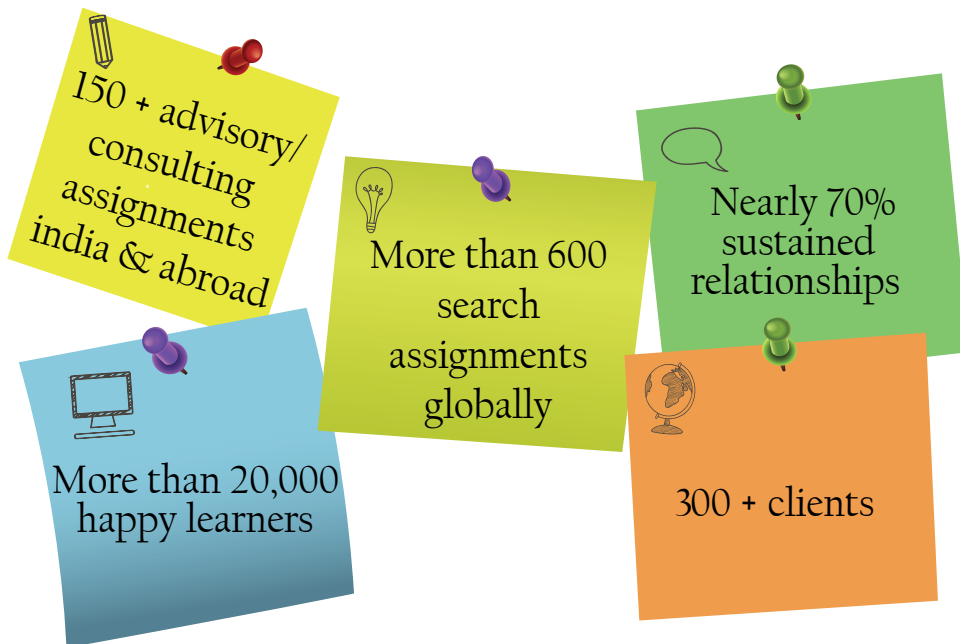 150 + advisory/
consulting
assignments
india & abroad
More than 600
search
assignments
globally
Nearly 70%
sustained
relationships
More than 20,000
happy learners
300 + clients